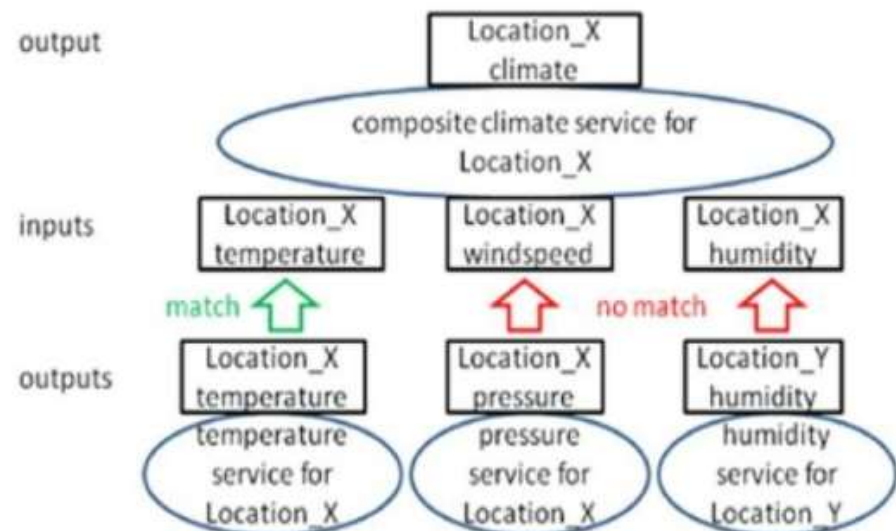 output
Location_X
climate
composite climate service for
Location_X
inputs
Location_X
temperature
Location_X
windspeed
Location_X
humidity
match
no match
outputs
Location_X
temperature
Location_X
pressure
Location_Y
humidity
temperature
service for
Location_X
pressure
service for
Location_X
humidity
service for
Location_Y